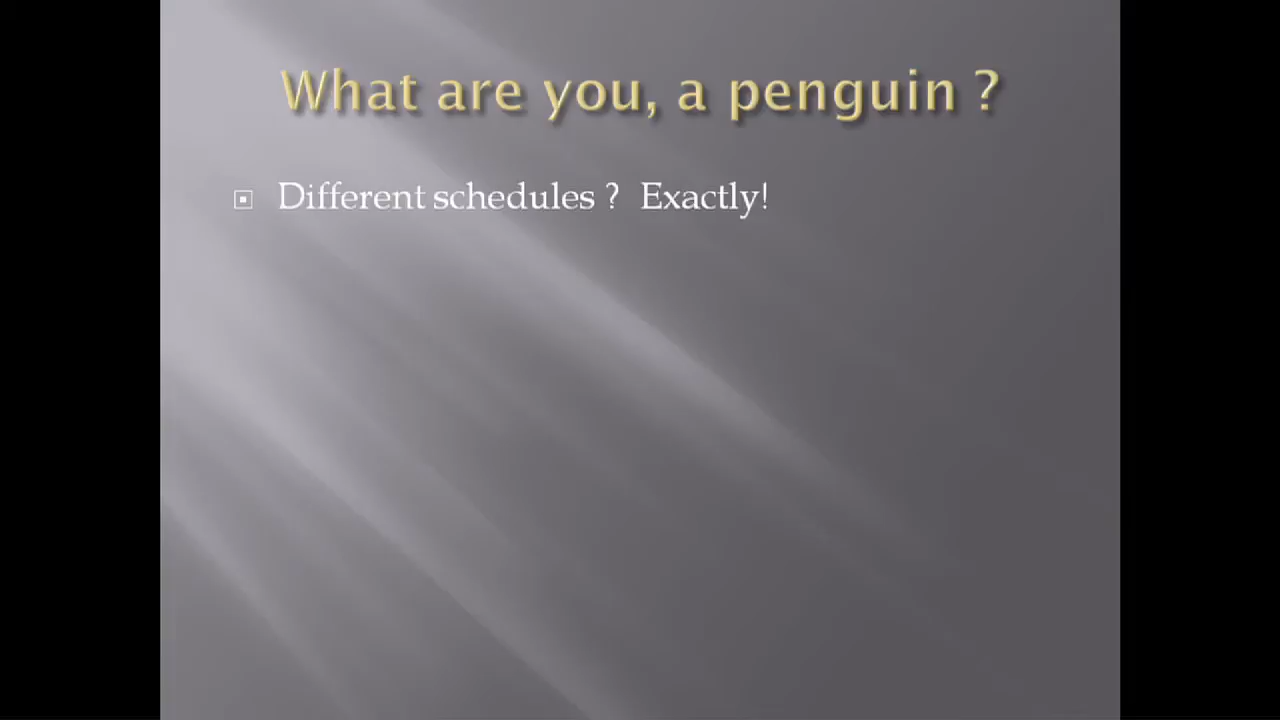 What are you, a penguin ?
Different schedules ? Exactly!